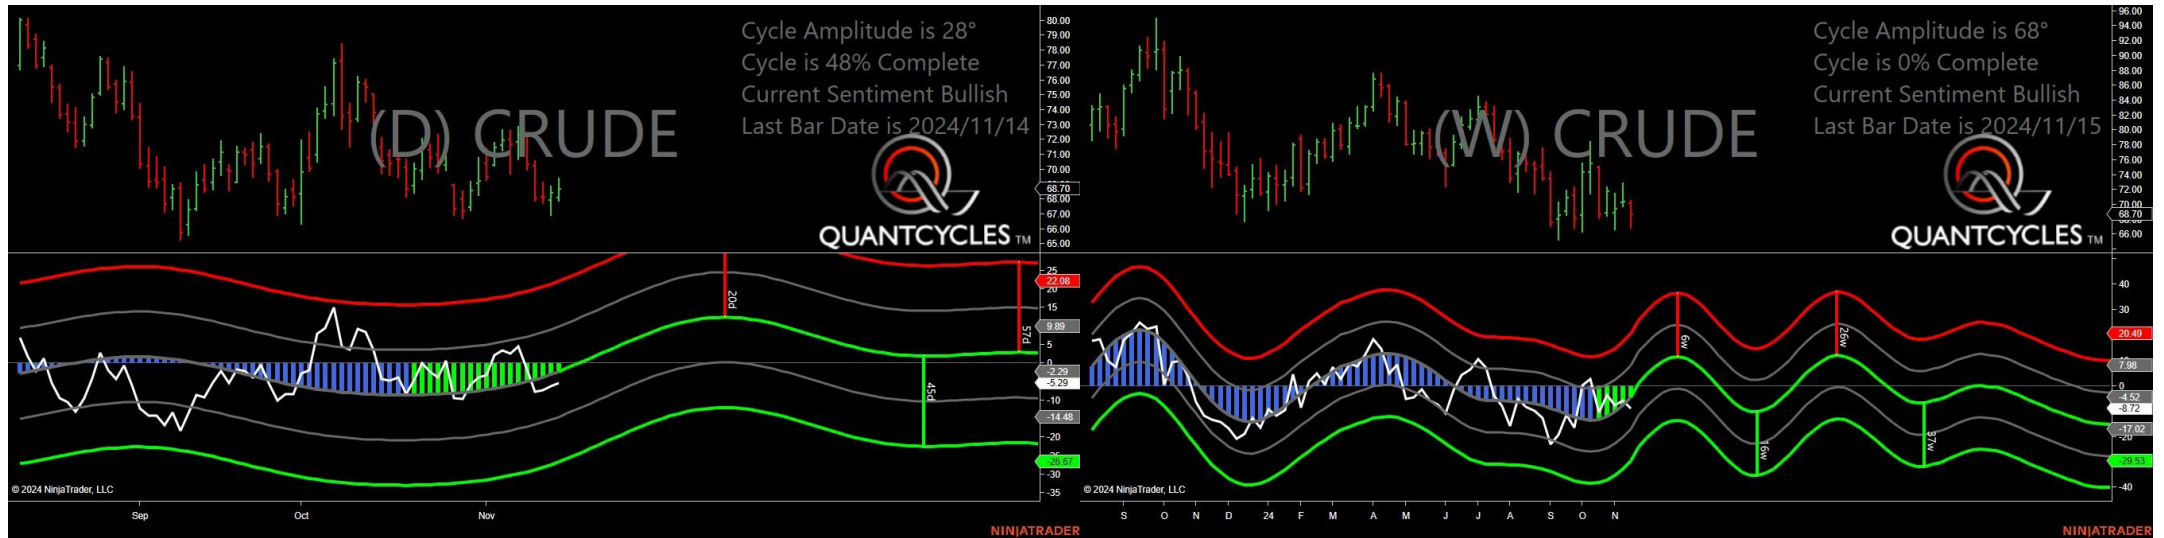 Cycle Amplitude is 28°
Cycle is 48% Complete
Current Sentiment Bullish
Last Bar Date is 2024/11/14
(D) CRUDE
QUANTCYCLES TM
80.00
79.00
78.00
77.00
76.00
75.00
74.00
73.00
72.00
71.00
70.00
68.70
68.00
67.00
66.00
65.00
25
22.08
20
15
9.89
5
0
-2.29
-5.29
-10
-14.48
-20
-26.67
-30
-35
20d
45d
57d
© 2024 NinjaTrader, LLC
Sep Oct Nov
NINJATRADER
Cycle Amplitude is 68°
Cycle is 0% Complete
Current Sentiment Bullish
Last Bar Date is 2024/11/15
(W) CRUDE
QUANTCYCLES TM
96.00
94.00
92.00
90.00
88.00
86.00
84.00
82.00
80.00
78.00
76.00
74.00
72.00
70.00
68.70
66.00
40
30
20.49
7.98
0
-4.52
-8.72
-17.02
-20
-29.53
-40
6w
16w
26w
37w
© 2024 NinjaTrader, LLC
S O N D 24 F M A M J J A S O N
NINJATRADER